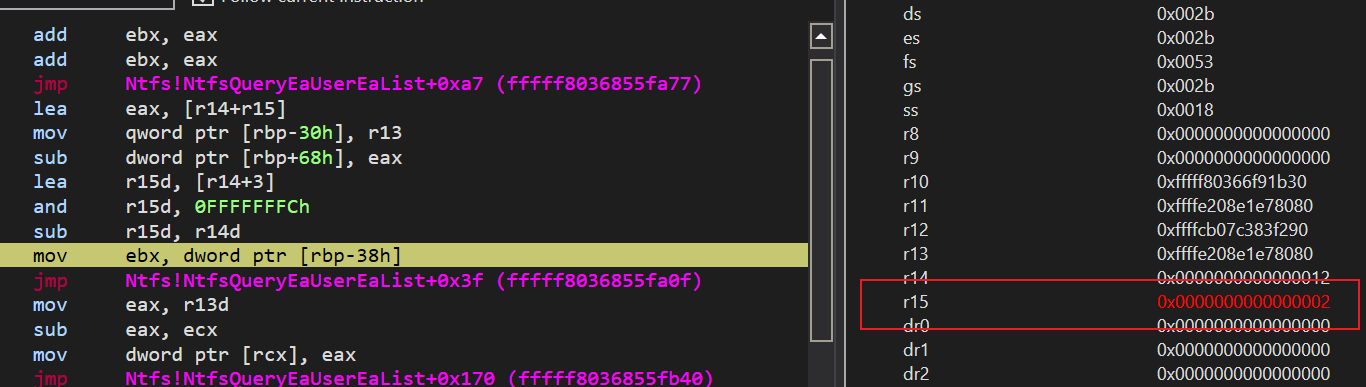 Follow current instruction
add ebx, eax
add ebx, eax
jmp Ntfs!NtfsQueryEaUserEaList+0xa7 (fffff8036855fa77)
lea eax, [r14+r15]
mov qword ptr [rbp-30h], r13
sub dword ptr [rbp+68h], eax
lea r15d, [r14+3]
and r15d, 0FFFFFFFCh
sub r15d, r14d
mov ebx, dword ptr [rbp-38h]
jmp Ntfs!NtfsQueryEaUserEaList+0x3f (fffff8036855fa0f)
mov eax, r13d
sub eax, ecx
mov dword ptr [rcx], eax
jmp Ntfs!NtfsQueryEaUserEaList+0x170 (fffff8036855fb40)
ds 0x002b
es 0x002b
fs 0x0053
gs 0x002b
ss 0x0018
r8 0x0000000000000000
r9 0x0000000000000000
r10 0xfffff80366f91b30
r11 0xffffe208e1e78080
r12 0xffffcb07c383f290
r13 0xffffe208e1e78080
r14 0x0000000000000012
r15 0x0000000000000002
dr0 0x0000000000000000
dr1 0x0000000000000000
dr2 0x0000000000000000